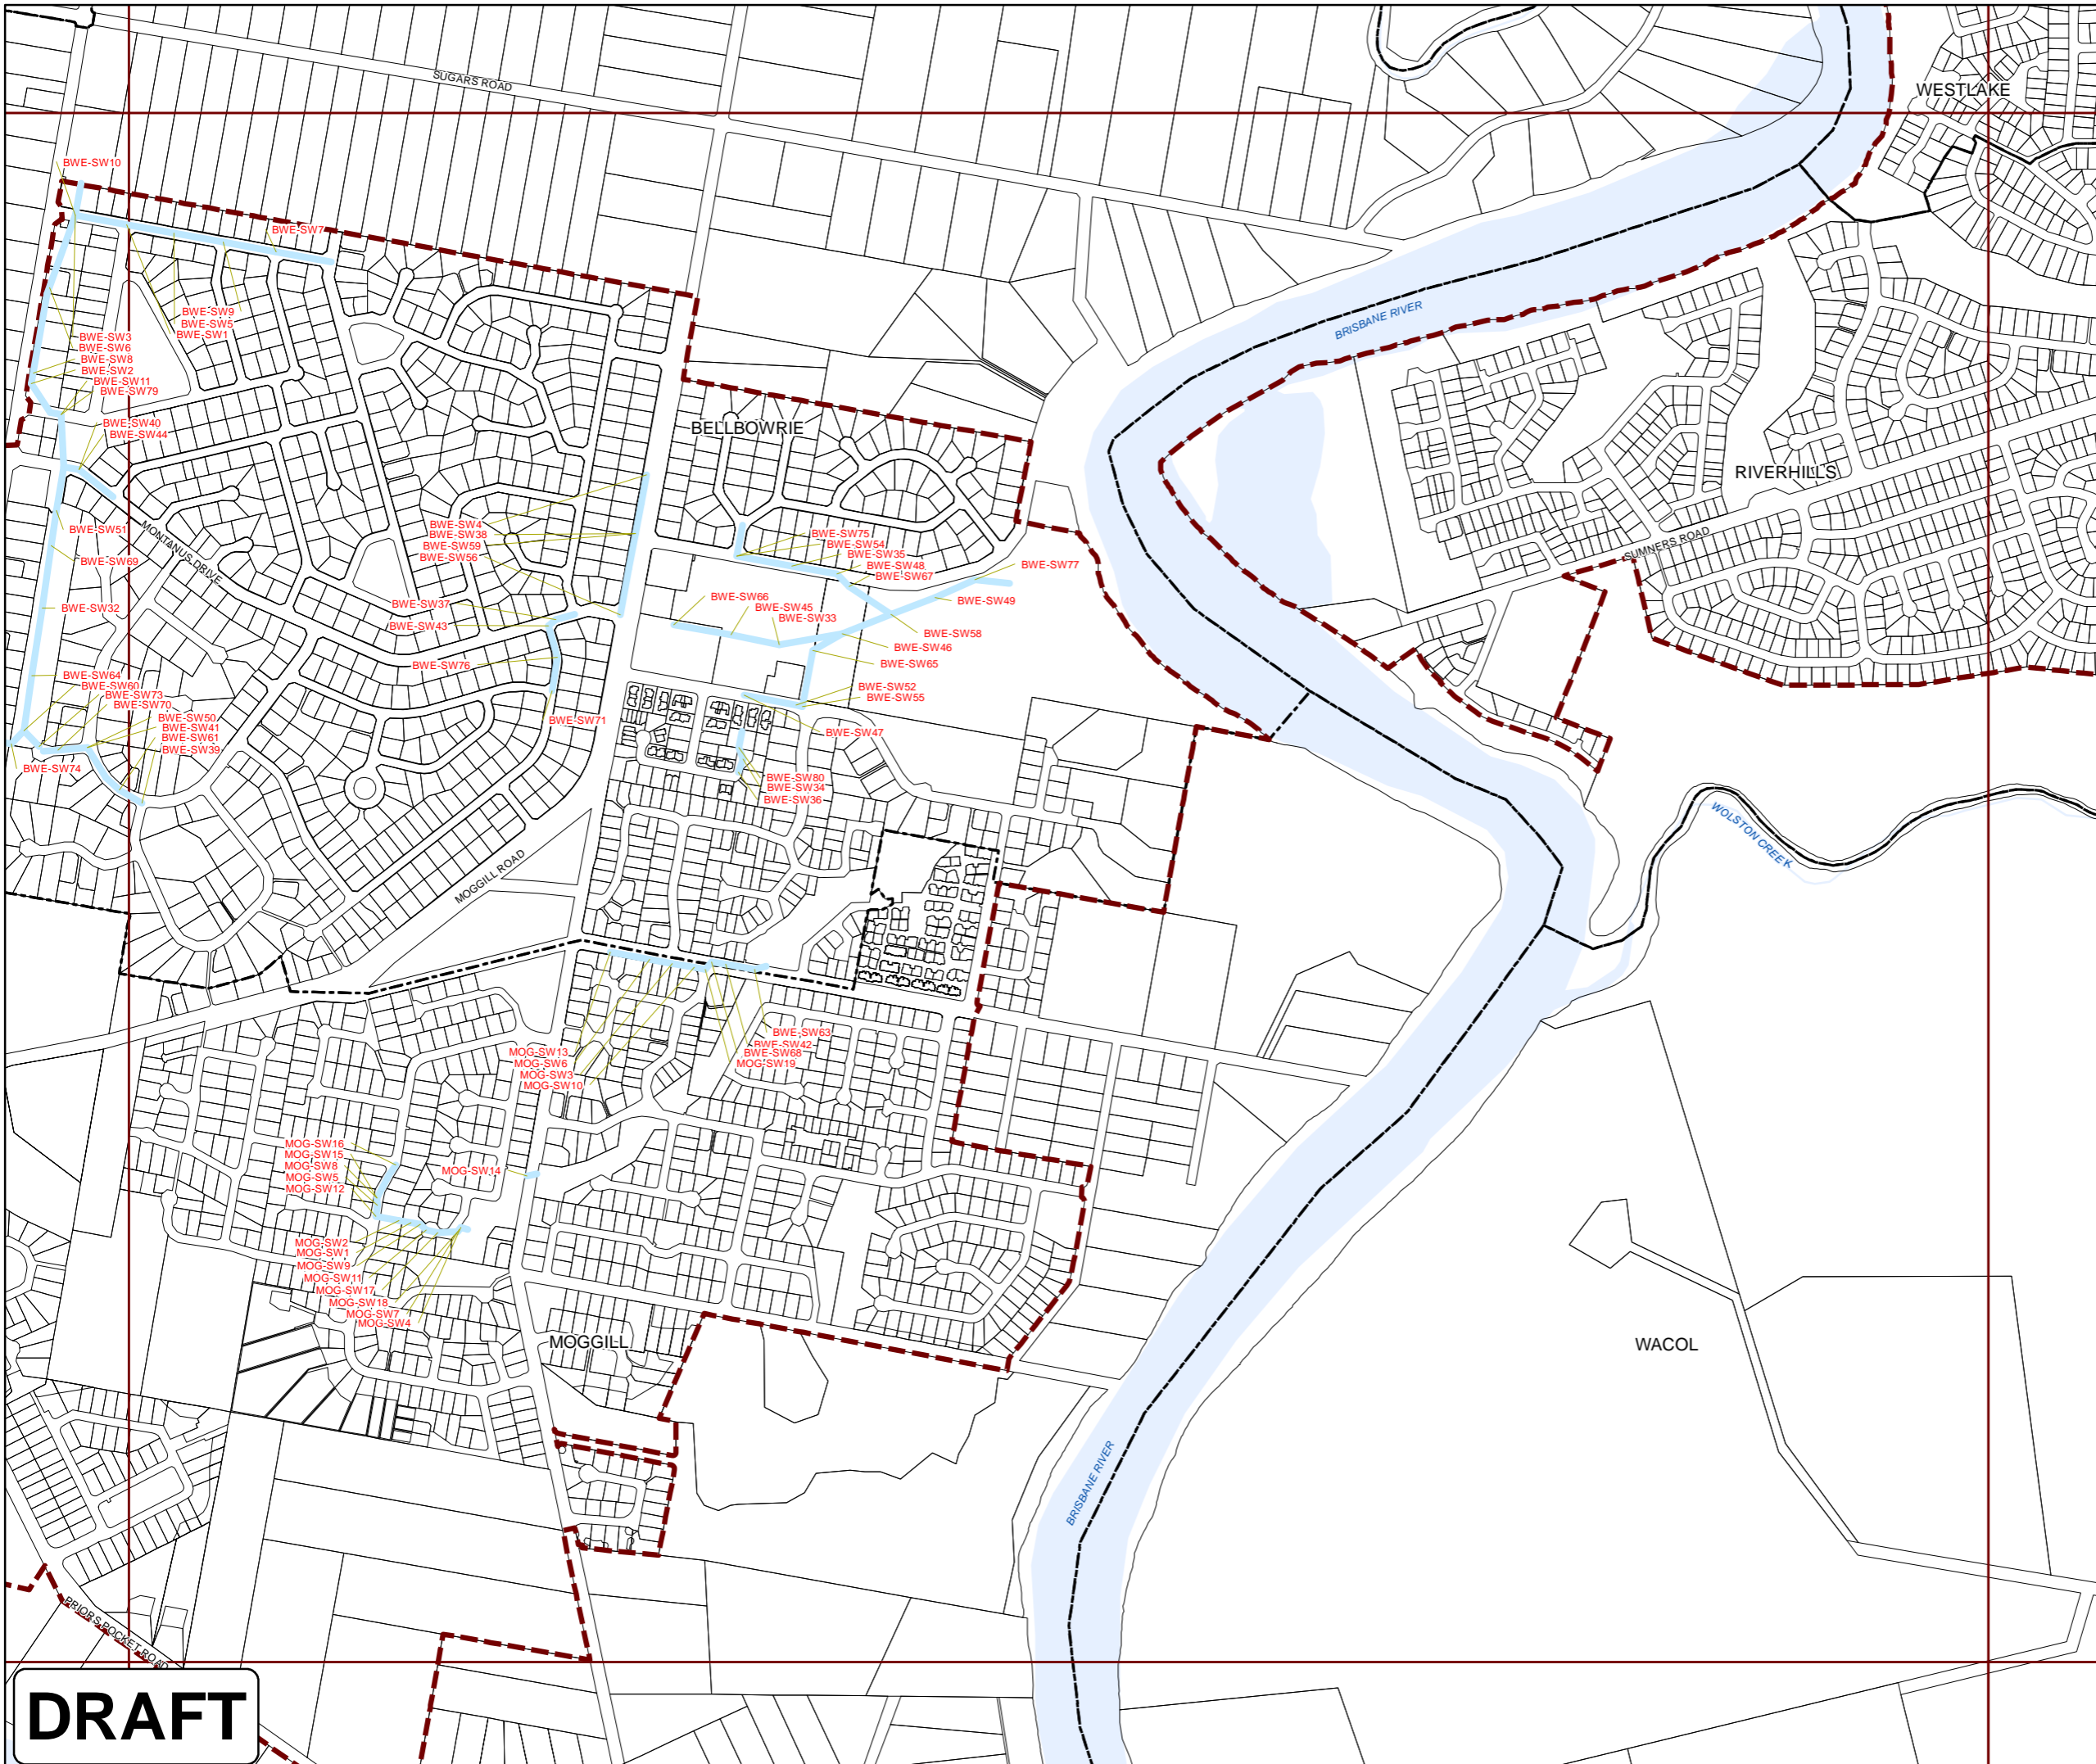 SUGARS ROAD
WESTLAKE
BWE-SW10
BWE-SW7
BWE-SW9
BWE-SW5
BWE-SW1
BRISBANE RIVER
BWE-SW3
BWE-SW6
BWE-SW8
BWE-SW2
BWE-SW11
BWE-SW79
BWE-SW40
BWE-SW44
BELLBOWRIE
RIVERHILLS
BWE-SW51
MONTANUS DRIVE
BWE-SW69
BWE-SW4
BWE-SW38
BWE-SW59
BWE-SW56
BWE-SW75
BWE-SW54
BWE-SW35
BWE-SW48
BWE-SW67
BWE-SW77
SUMNERS ROAD
BWE-SW32
BWE-SW37
BWE-SW43
BWE-SW66
BWE-SW45
BWE-SW33
BWE-SW49
BWE-SW58
BWE-SW46
BWE-SW65
BWE-SW76
BWE-SW64
BWE-SW60
BWE-SW73
BWE-SW70
BWE-SW50
BWE-SW41
BWE-SW61
BWE-SW39
BWE-SW74
BWE-SW71
BWE-SW52
BWE-SW55
BWE-SW47
BWE-SW80
BWE-SW34
BWE-SW36
WOLSTON CREEK
MOGGILL ROAD
MOG-SW13
MOG-SW6
MOG-SW3
MOG-SW10
BWE-SW63
BWE-SW42
BWE-SW68
MOG-SW19
MOG-SW16
MOG-SW15
MOG-SW8
MOG-SW5
MOG-SW12
MOG-SW14
MOG-SW2
MOG-SW1
MOG-SW9
MOG-SW11
MOG-SW17
MOG-SW18
MOG-SW7
MOG-SW4
MOGGILL
WACOL
BRISBANE RIVER
PRIORS POCKET ROAD
DRAFT